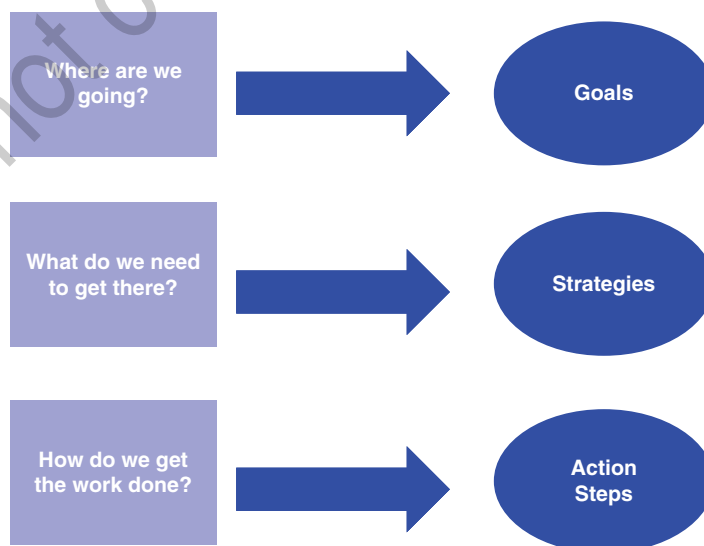 not
Where are we
going?
Goals
What do we need
to get there?
Strategies
How do we get
the work done?
Action
Steps